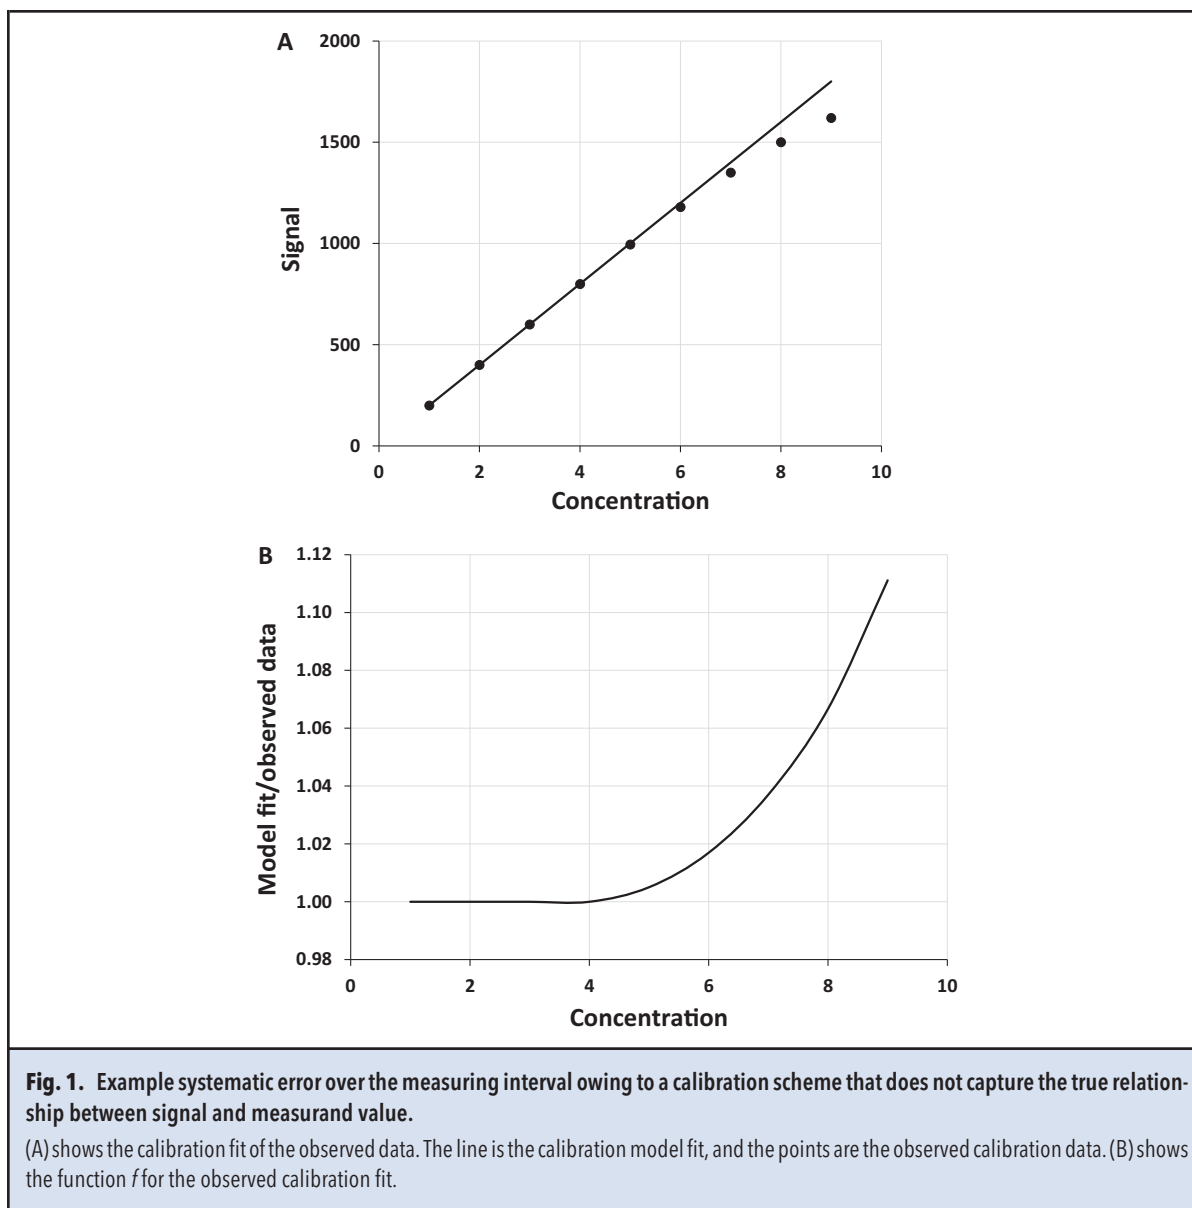 A
2000
1500
1000
500
0
Signal
0 2 4 6 8 10
Concentration
B
1.12
1.10
1.08
1.06
1.04
1.02
1.00
0.98
Model fit/observed data
0 2 4 6 8 10
Concentration
Fig. 1. Example systematic error over the measuring interval owing to a calibration scheme that does not capture the true relation-
ship between signal and measurand value.
(A) shows the calibration fit of the observed data. The line is the calibration model fit, and the points are the observed calibration data. (B) shows
the function f for the observed calibration fit.